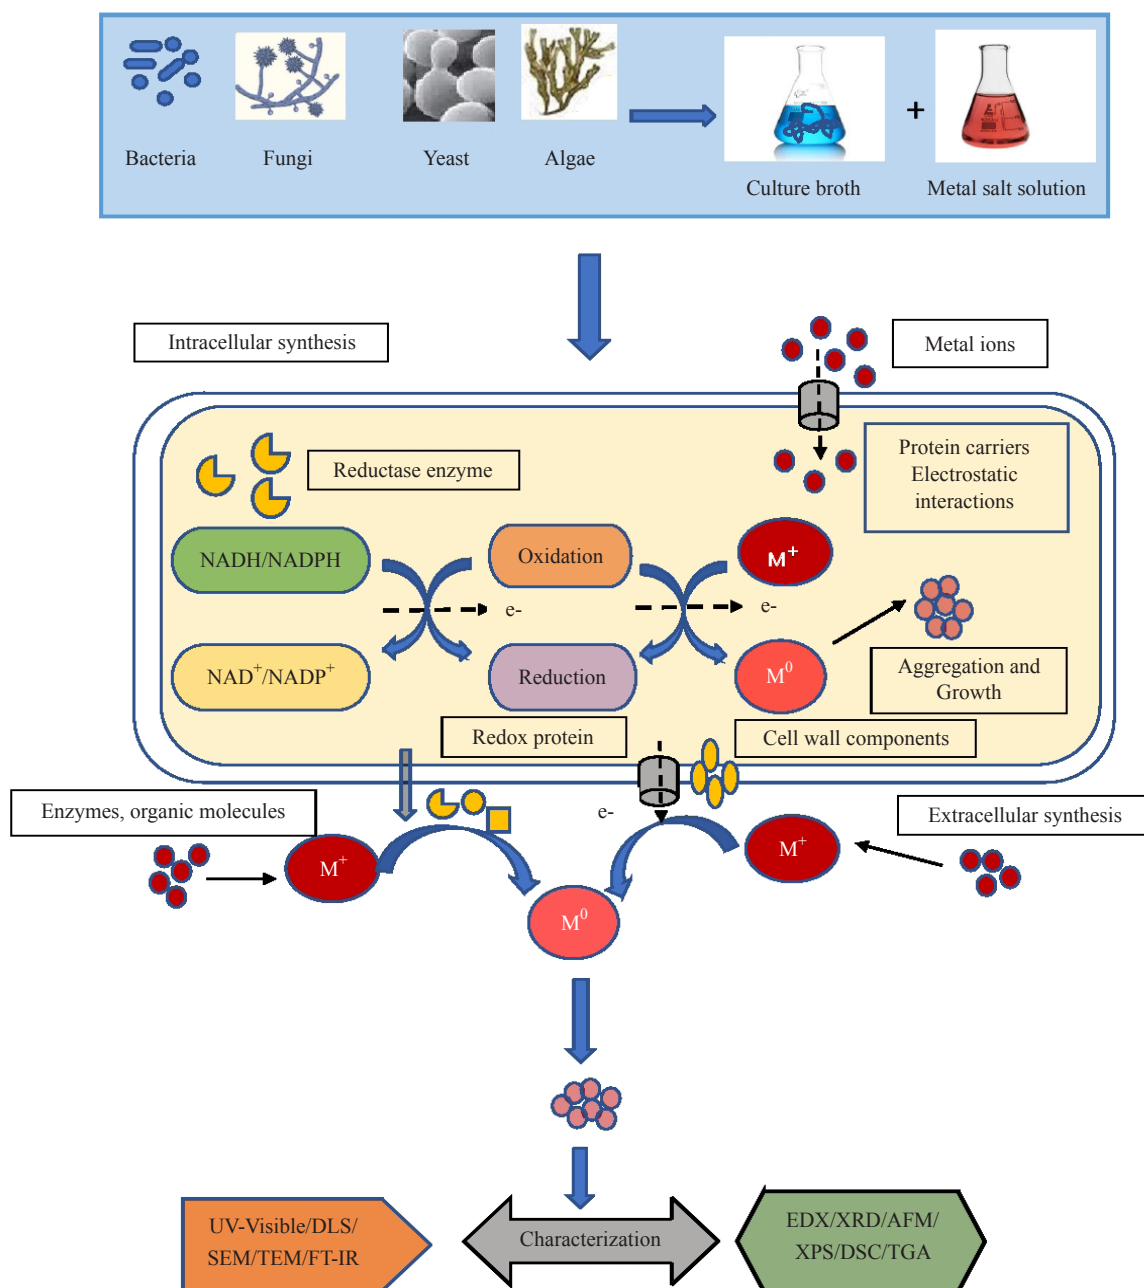 Bacteria
Fungi
Yeast
Algae
Culture broth
+
Metal salt solution
Intracellular synthesis
Metal ions
Reductase enzyme
Protein carriers
Electrostatic
interactions
NADH/NADPH
Oxidation
M⁺
e-
e-
NAD⁺/NADP⁺
Reduction
M⁰
Aggregation and
Growth
Redox protein
Cell wall components
Enzymes, organic molecules
e-
Extracellular synthesis
M⁺
M⁺
M⁰
UV-Visible/DLS/
SEM/TEM/FT-IR
Characterization
EDX/XRD/AFM/
XPS/DSC/TGA